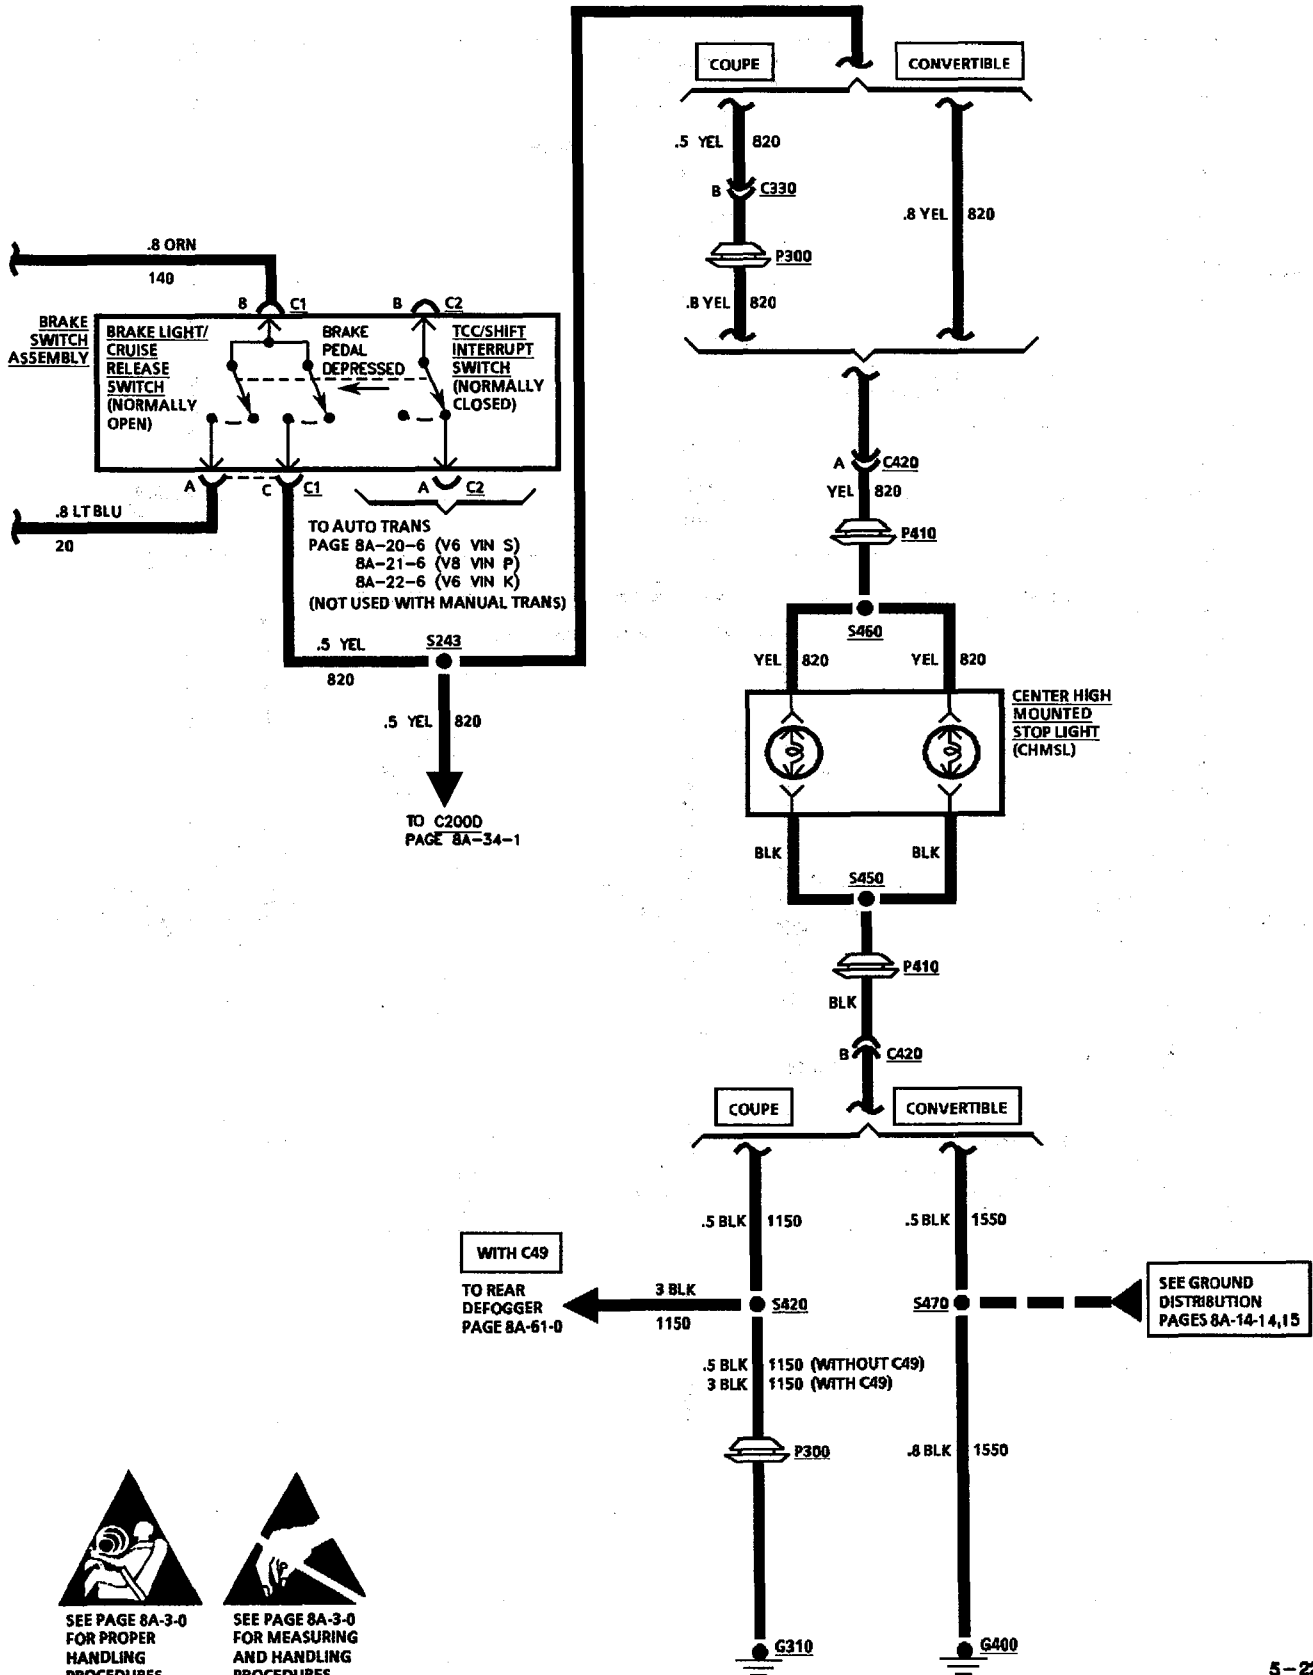 COUPE
CONVERTIBLE
.5 YEL 820
B C330
.8 YEL 820
P300
.8 YEL 820
.8 ORN
140
B C1
B C2
BRAKE
SWITCH
ASSEMBLY
BRAKE LIGHT/
CRUISE
RELEASE
SWITCH
(NORMALLY
OPEN)
BRAKE
PEDAL
DEPRESSED
TCC/SHIFT
INTERRUPT
SWITCH
(NORMALLY
CLOSED)
A C C1
A C2
.8 LT BLU
20
TO AUTO TRANS
PAGE 8A-20-6 (V6 VIN S)
8A-21-6 (V8 VIN P)
8A-22-6 (V6 VIN K)
(NOT USED WITH MANUAL TRANS)
A C420
YEL 820
P410
S460
.5 YEL
820
S243
.5 YEL 820
TO C200D
PAGE 8A-34-1
YEL 820
YEL 820
CENTER HIGH
MOUNTED
STOP LIGHT
(CHMSL)
BLK
BLK
S450
P410
BLK
B C420
COUPE
CONVERTIBLE
.5 BLK 1150
.5 BLK 1550
WITH C49
TO REAR
DEFOGGER
PAGE 8A-61-0
3 BLK
1150
S420
S470
SEE GROUND
DISTRIBUTION
PAGES 8A-14-14,15
.5 BLK 1150 (WITHOUT C49)
3 BLK 1150 (WITH C49)
P300
.8 BLK 1550
G310
G400
SEE PAGE 8A-3-0
FOR PROPER
HANDLING
PROCEDURES
SEE PAGE 8A-3-0
FOR MEASURING
AND HANDLING
PROCEDURES